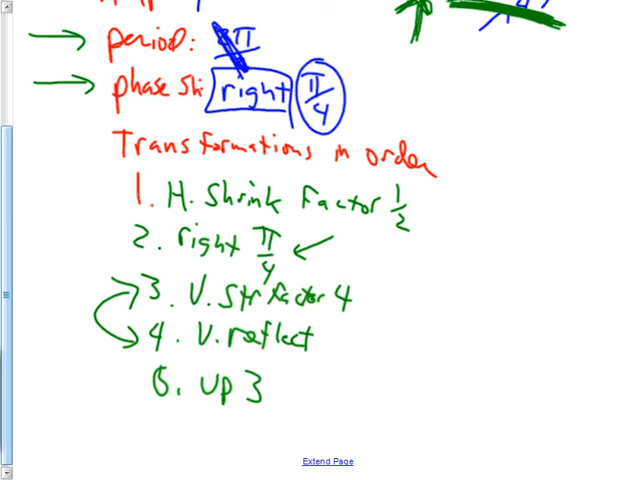 period: π
phase shi: right π/4
Transformations in order
1. H. Shrink Factor 1/2
2. right π/4
3. V. Str factor 4
4. V. reflect
5. up 3
Extend Page